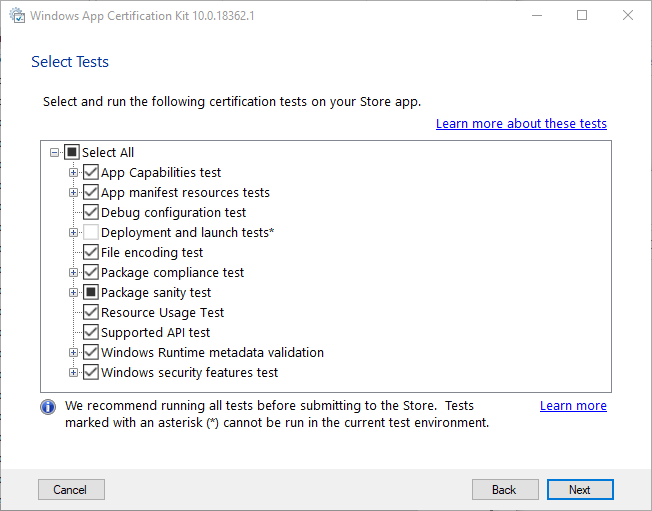 Windows App Certification Kit 10.0.18362.1
Select Tests
Select and run the following certification tests on your Store app.
Learn more about these tests
Select All
App Capabilities test
App manifest resources tests
Debug configuration test
Deployment and launch tests*
File encoding test
Package compliance test
Package sanity test
Resource Usage Test
Supported API test
Windows Runtime metadata validation
Windows security features test
We recommend running all tests before submitting to the Store. Tests Learn more
marked with an asterisk (*) cannot be run in the current test environment.
Cancel Back Next